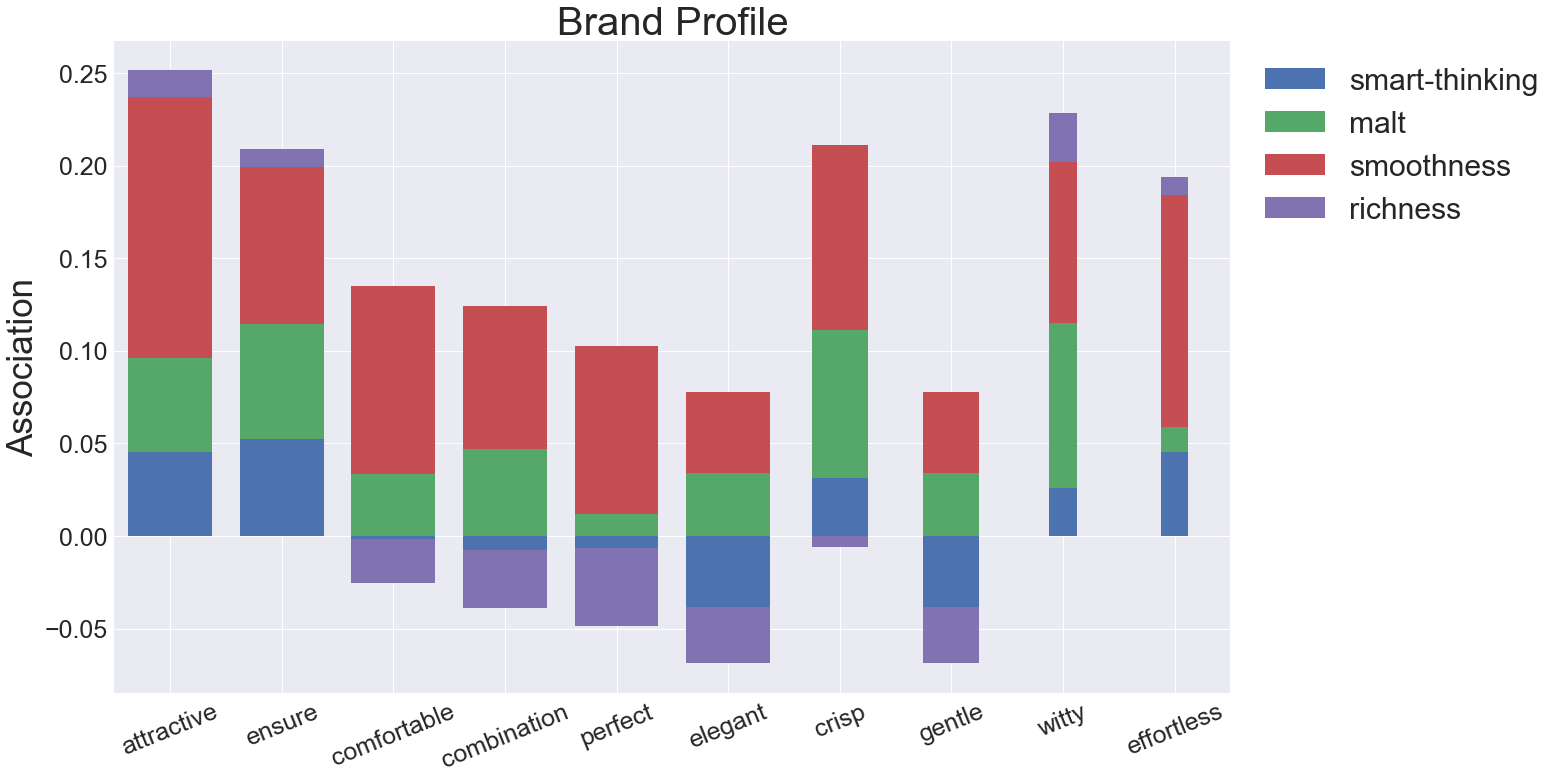 Brand Profile
0.25
0.20
0.15
0.10
0.05
0.00
−0.05
Association
attractive
ensure
comfortable
combination
perfect
elegant
crisp
gentle
witty
effortless
smart-thinking
malt
smoothness
richness